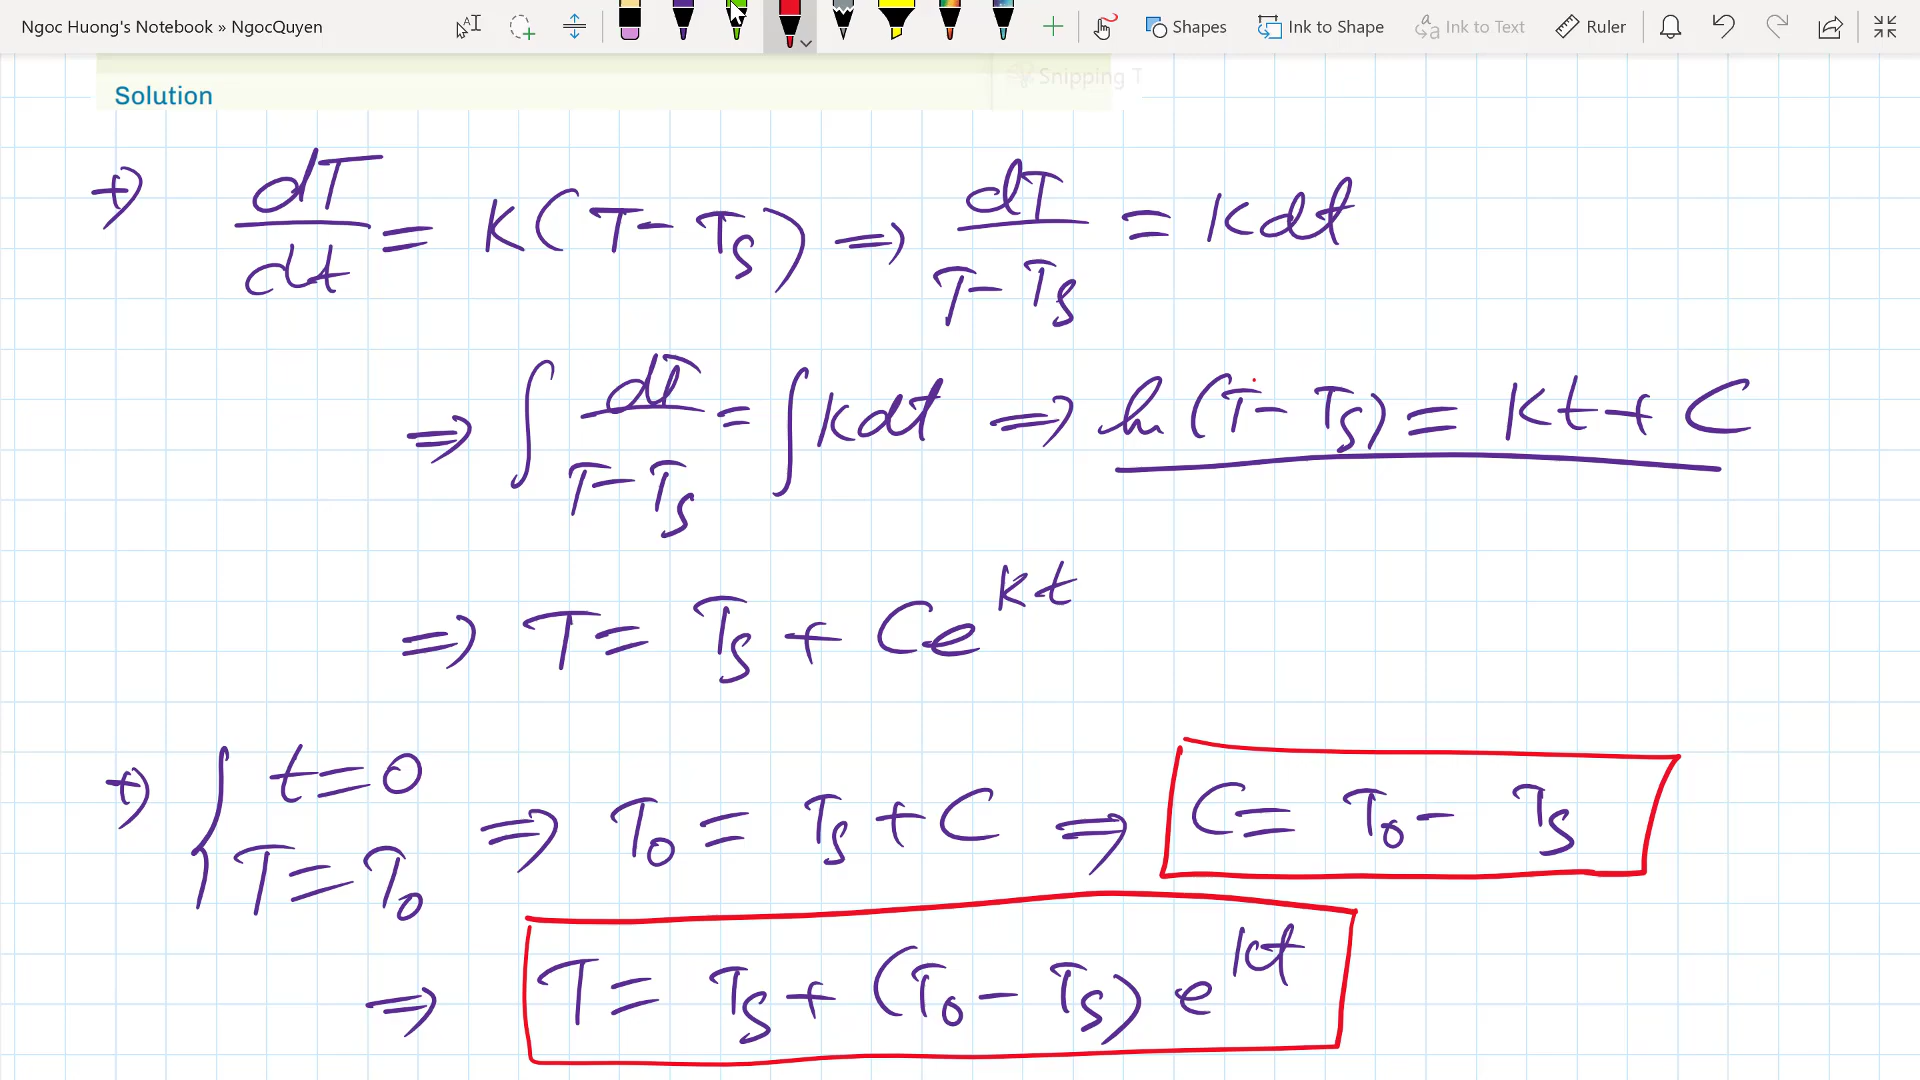 Ngoc Huong's Notebook » NgocQuyen
Shapes
Ink to Shape
Ink to Text
Ruler
Snipping T
Solution
+) dT/dt = K(T - Ts) => dT/(T - Ts) = Kdt
=> ∫ dT/(T - Ts) = ∫ Kdt => ln(T - Ts) = Kt + C
=> T = Ts + Ce^(Kt)
+) { t = 0
T = T₀ => T₀ = Ts + C => C = T₀ - Ts
=> T = Ts + (T₀ - Ts) e^(Kt)